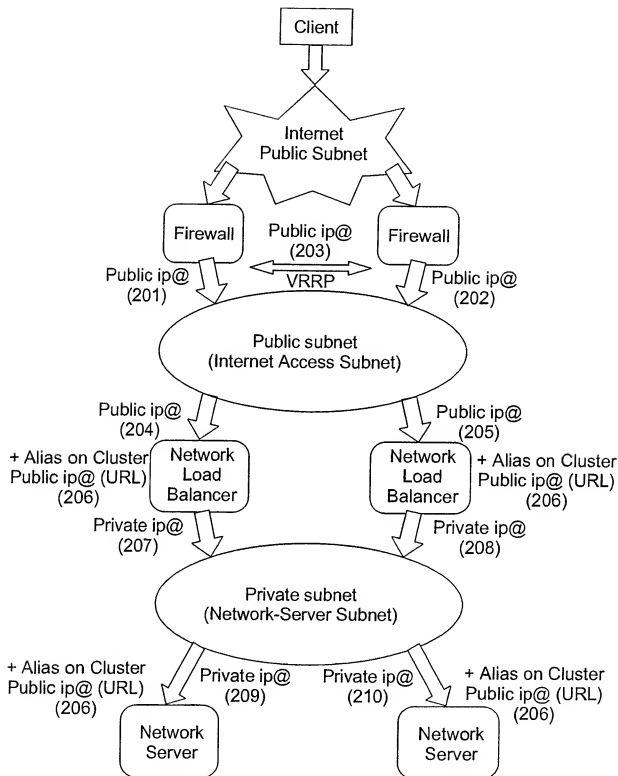 Client
Internet
Public Subnet
Firewall
Public ip@
(203)
VRRP
Firewall
Public ip@
(201)
Public ip@
(202)
Public subnet
(Internet Access Subnet)
Public ip@
(204)
Public ip@
(205)
+ Alias on Cluster
Public ip@ (URL)
(206)
Network
Load
Balancer
Network
Load
Balancer
+ Alias on Cluster
Public ip@ (URL)
(206)
Private ip@
(207)
Private ip@
(208)
Private subnet
(Network-Server Subnet)
+ Alias on Cluster
Public ip@ (URL)
(206)
Private ip@
(209)
Private ip@
(210)
+ Alias on Cluster
Public ip@ (URL)
(206)
Network
Server
Network
Server